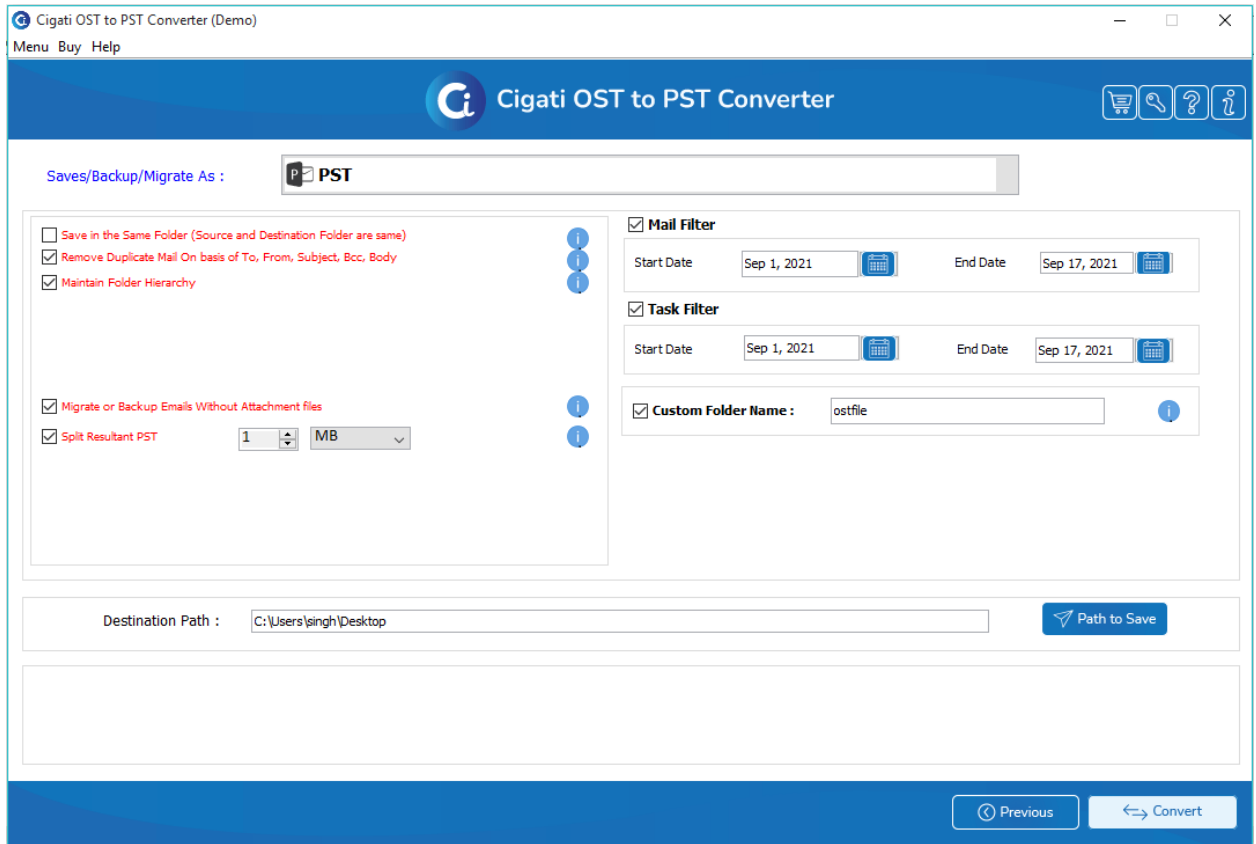 Cigati OST to PST Converter (Demo)
Menu Buy Help
Cigati OST to PST Converter
Saves/Backup/Migrate As :
PST
Save in the Same Folder (Source and Destination Folder are same)
Remove Duplicate Mail On basis of To, From, Subject, Bcc, Body
Maintain Folder Hierarchy
Migrate or Backup Emails Without Attachment files
Split Resultant PST 1 MB
Mail Filter
Start Date Sep 1, 2021 End Date Sep 17, 2021
Task Filter
Start Date Sep 1, 2021 End Date Sep 17, 2021
Custom Folder Name : ostfile
Destination Path : C:\Users\singh\Desktop Path to Save
Previous Convert